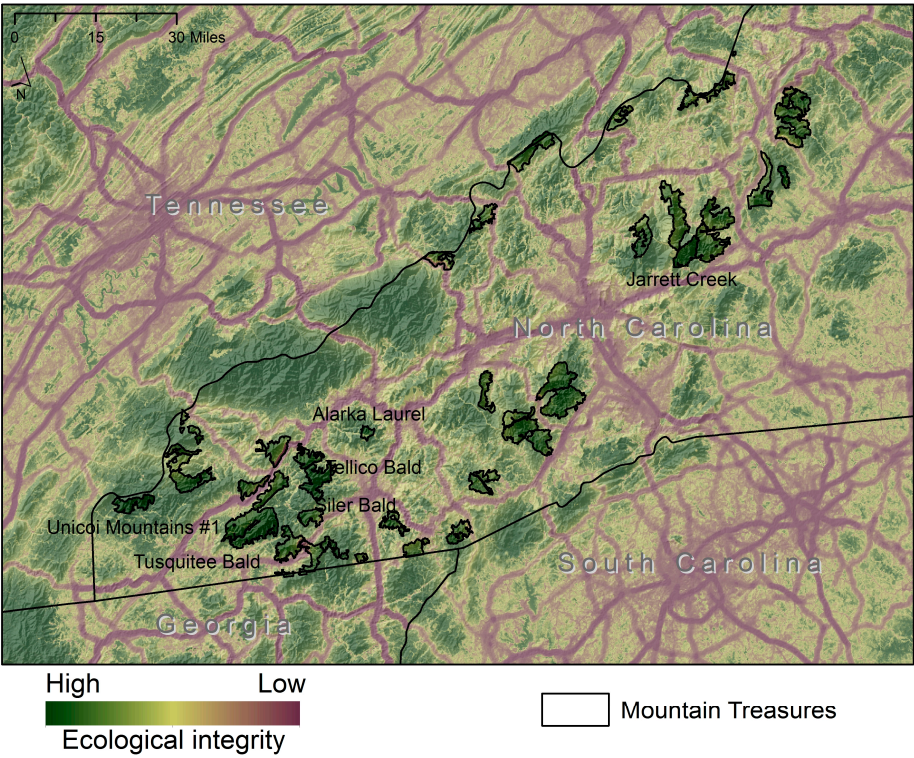 0 15 30 Miles
N
Tennessee
Jarrett Creek
North Carolina
Alarka Laurel
Tellico Bald
Siler Bald
Unicoi Mountains #1
Tusquitee Bald
South Carolina
Georgia
High Low
Ecological integrity
Mountain Treasures